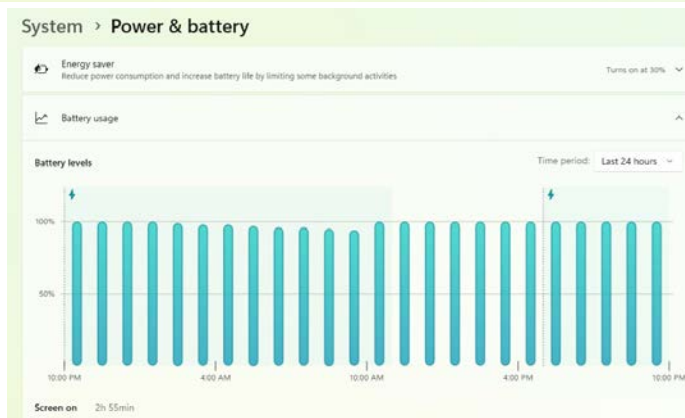 System > Power & battery
Energy saver
Reduce power consumption and increase battery life by limiting some background activities
Turns on at 30%
Battery usage
Battery levels
Time period: Last 24 hours
100%
50%
10:00 PM 4:00 AM 10:00 AM 4:00 PM 10:00 PM
Screen on 2h 55min